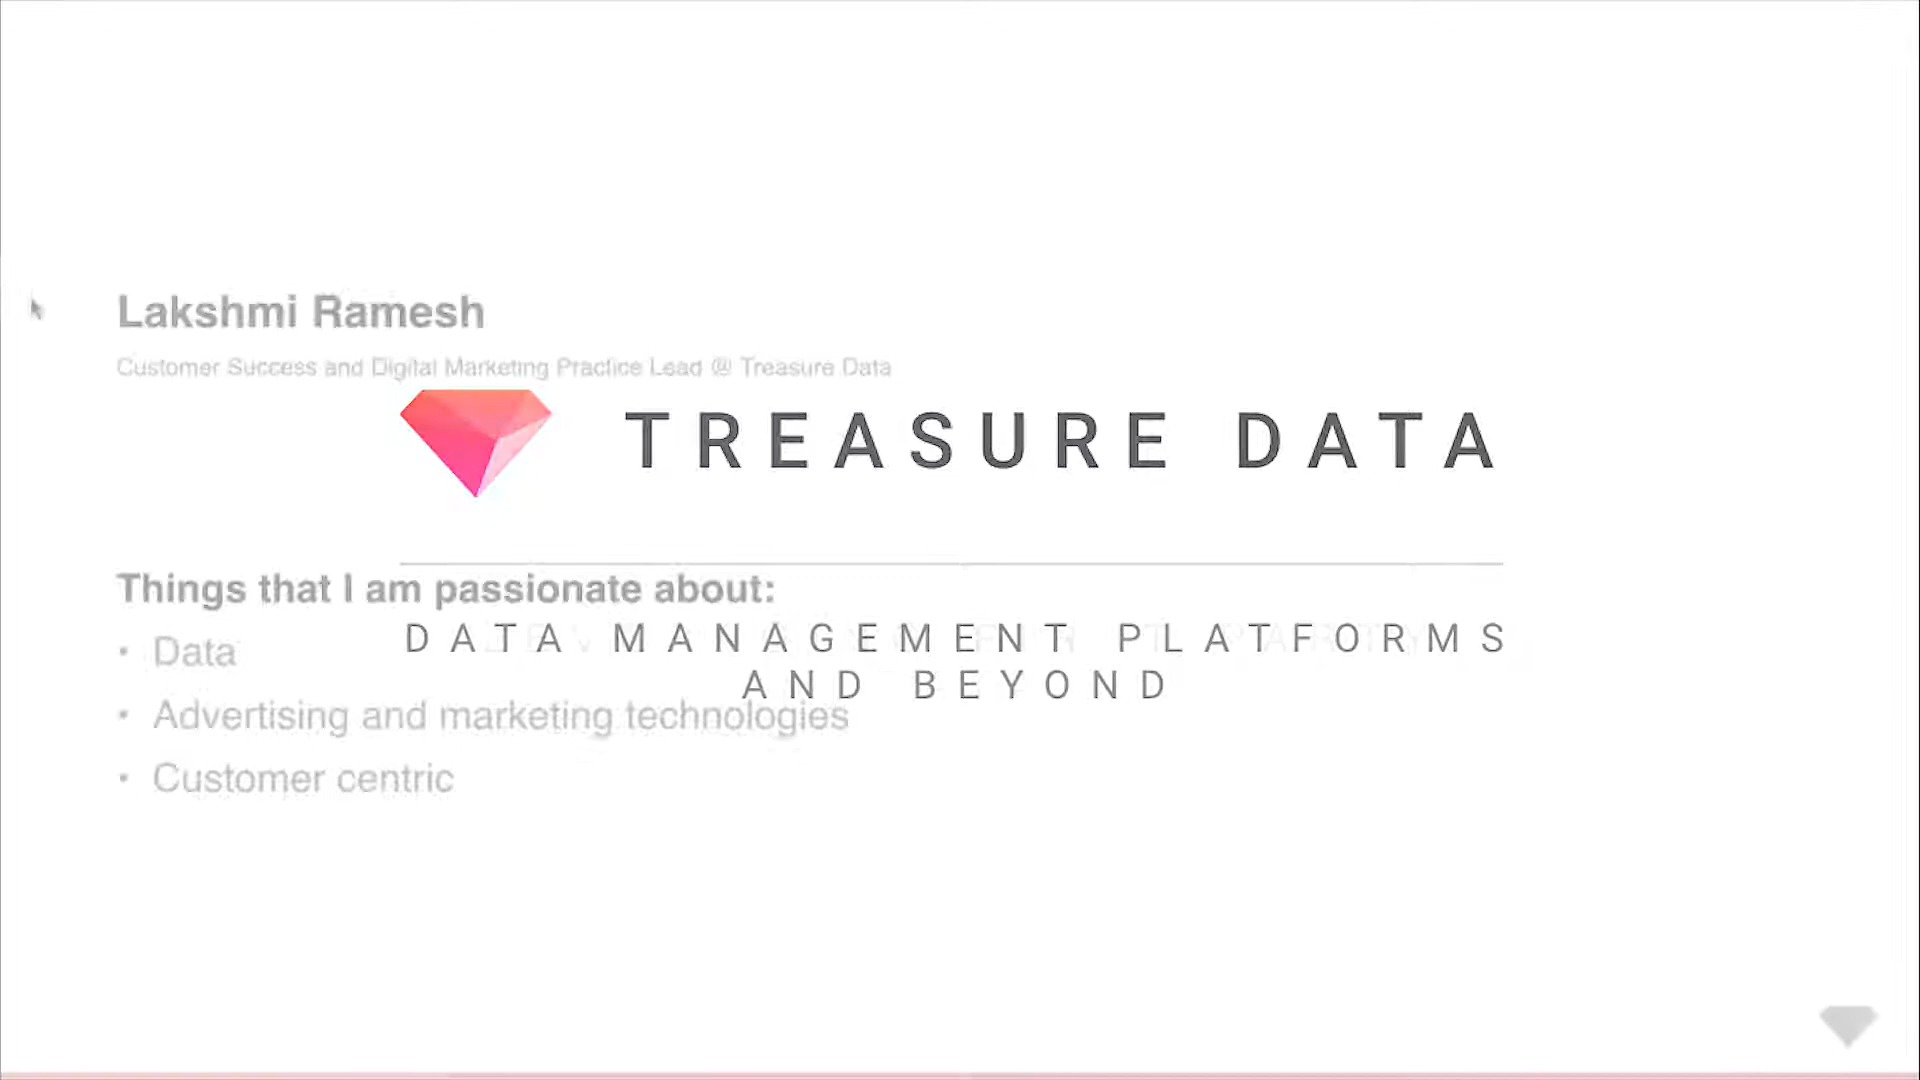 Lakshmi Ramesh
Customer Success and Digital Marketing Practice Lead @ Treasure Data
TREASURE DATA
Things that I am passionate about:
DATA MANAGEMENT PLATFORMS
AND BEYOND
• Data
• Advertising and marketing technologies
• Customer centric